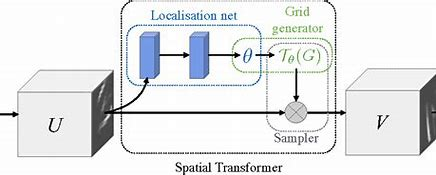 Localisation net
Grid
generator
θ
𝒯θ(G)
U
V
Sampler
Spatial Transformer